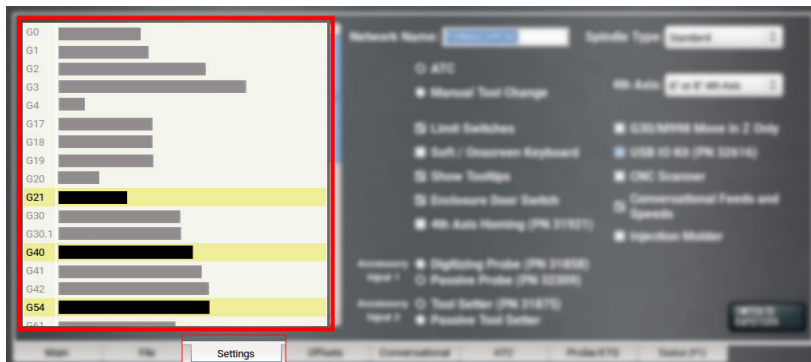 G0
G1
G2
G3
G4
G17
G18
G19
G20
G21
G30
G30.1
G40
G41
G42
G54
Network Name:
Spindle Type: Standard
ATC
Manual Tool Change
4th Axis:
Limit Switches
Soft / Onscreen Keyboard
Show Tooltips
Enclosure Door Switch
4th Axis Homing (PN 31921)
G30/M998 Move in Z Only
USB IO Kit (PN 32616)
CNC Scanner
Conversational Feeds and
Speeds
Injection Molder
Accessory
Input 1
Digitizing Probe (PN 31858)
Passive Probe (PN 32309)
Accessory
Input 2
Tool Setter (PN 31875)
Passive Tool Setter
Main
File
Settings
Offsets
Conversational
ATC
Probe/ETS
Status (F1)